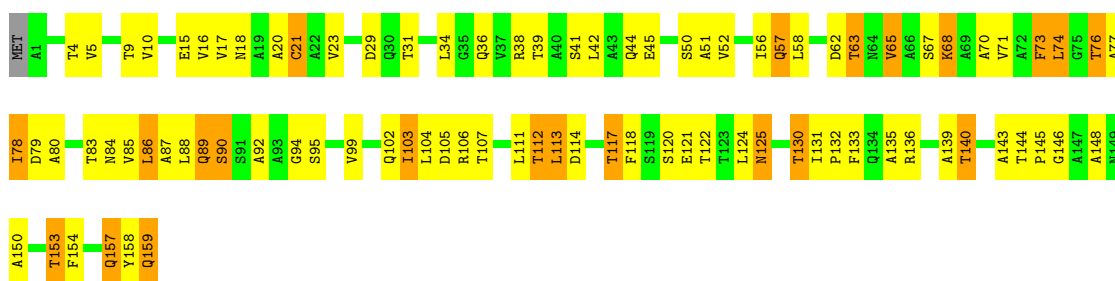 MET A1 T4 V5 T9 V10 E15 V16 V17 N18 A19 A20 C21 A22 V23 D29 Q30 T31 L34 G35 Q36 V37 R38 T39 A40 S41 L42 A43 Q44 E45 S50 A51 V52 I56 Q57 L58 D62 T63 N64 V65 A66 S67 K68 A69 A70 V71 A72 F73 L74 G75 T76 A77
I78 D79 A80 T83 N84 V85 L86 A87 L88 Q89 S90 S91 A92 A93 G94 S95 V99 Q102 I103 L104 D105 R106 T107 L111 T112 L113 D114 T117 F118 S119 S120 E121 T122 T123 L124 N125 T130 I131 P132 F133 Q134 A135 R136 A139 T140 A143 T144 P145 G146 A147 A148 N149
A150 T153 F154 Q157 Y158 Q159